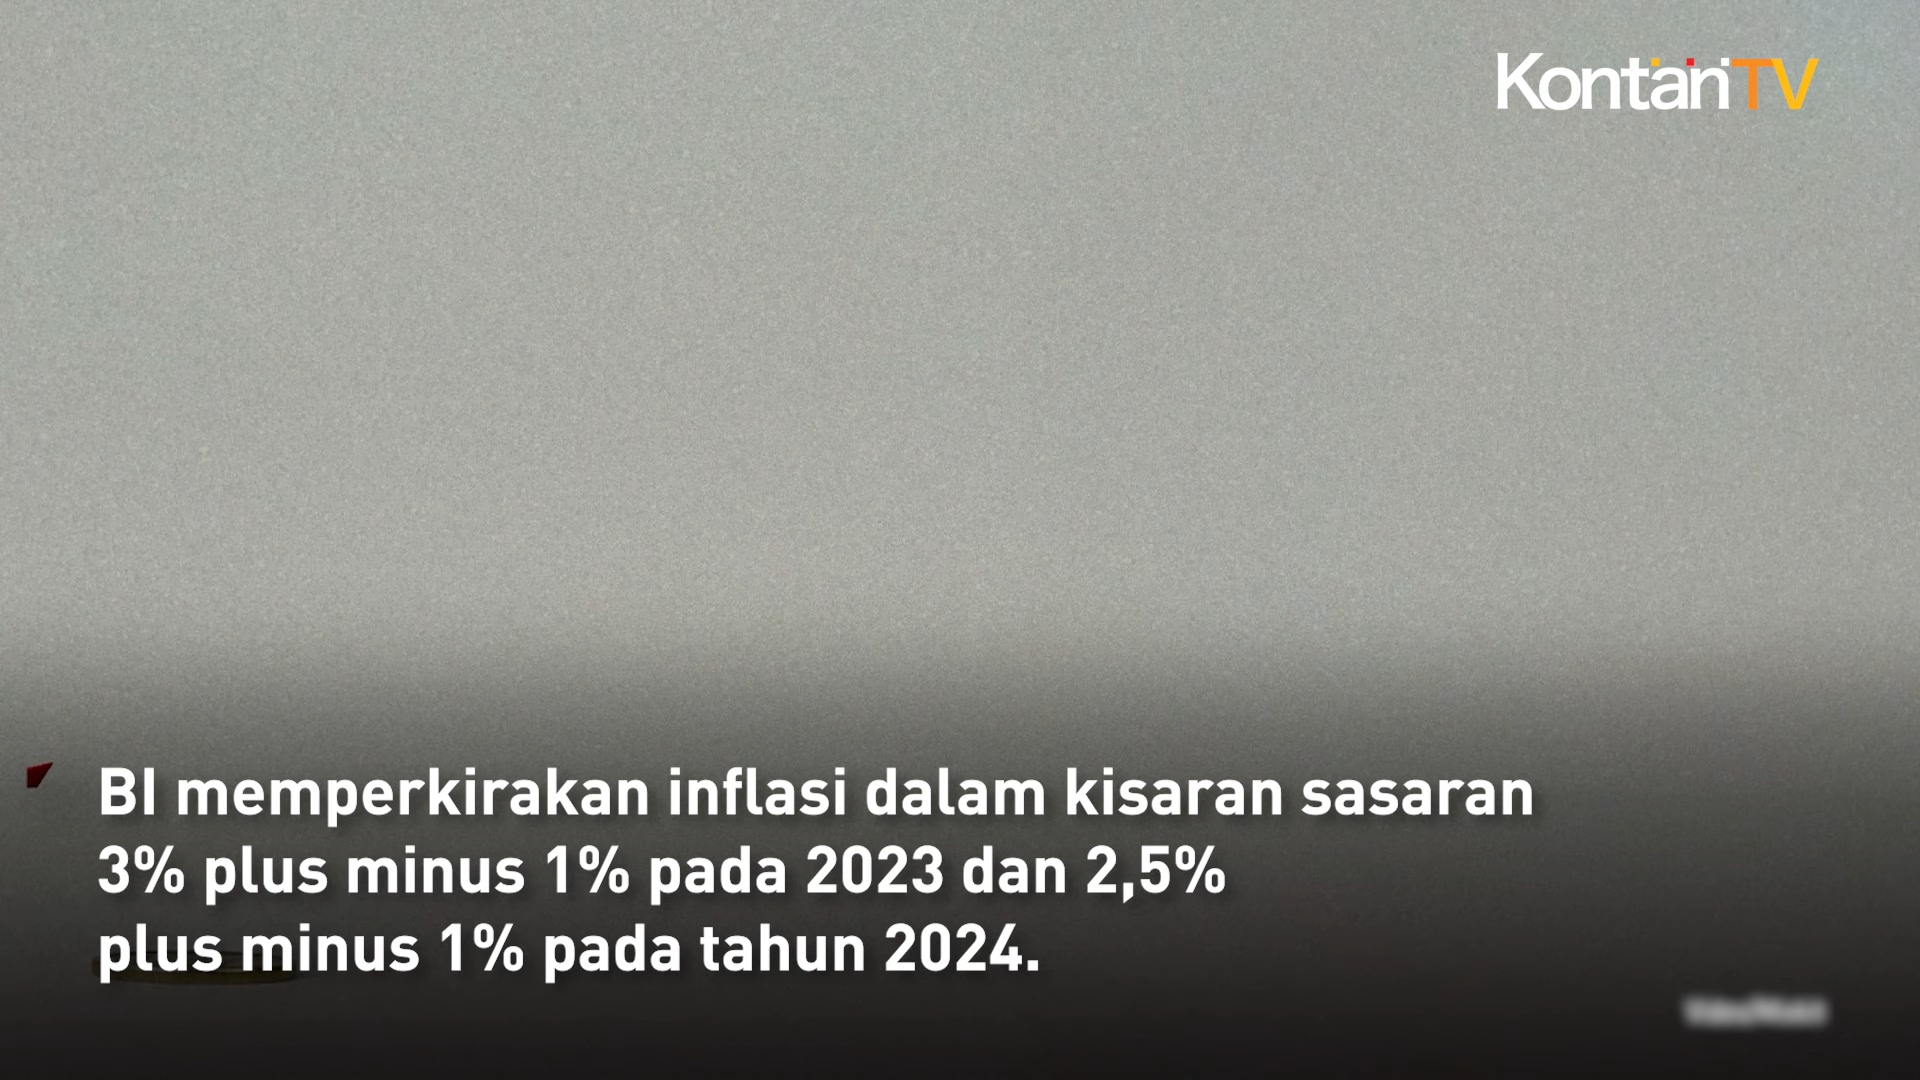 KontanTV
BI memperkirakan inflasi dalam kisaran sasaran
3% plus minus 1% pada 2023 dan 2,5%
plus minus 1% pada tahun 2024.